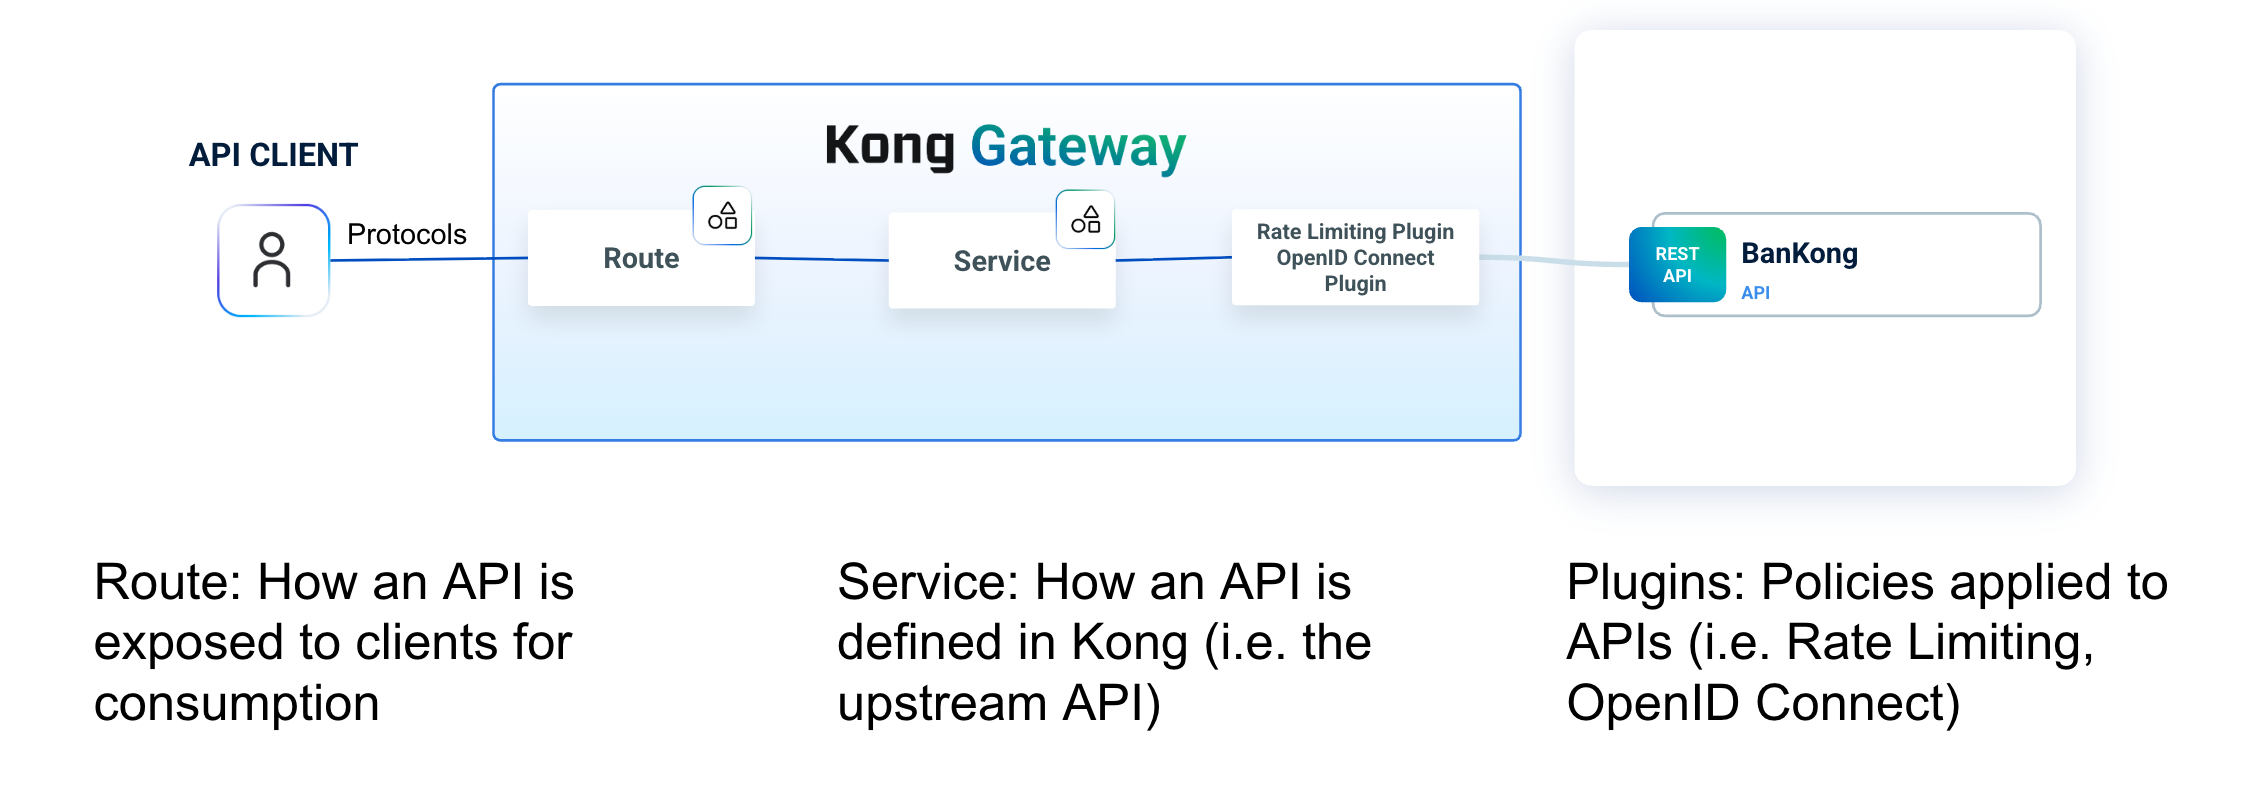 Kong Gateway
API CLIENT
Protocols
Route
Service
Rate Limiting Plugin
OpenID Connect
Plugin
REST
API
BanKong
API
Route: How an API is
exposed to clients for
consumption
Service: How an API is
defined in Kong (i.e. the
upstream API)
Plugins: Policies applied to
APIs (i.e. Rate Limiting,
OpenID Connect)